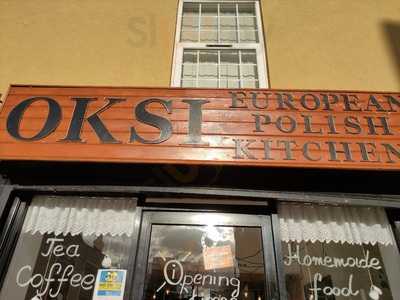 OKSI
EUROPEAN
POLISH
KITCHEN
Tea
Coffee
Opening
Homemade
food